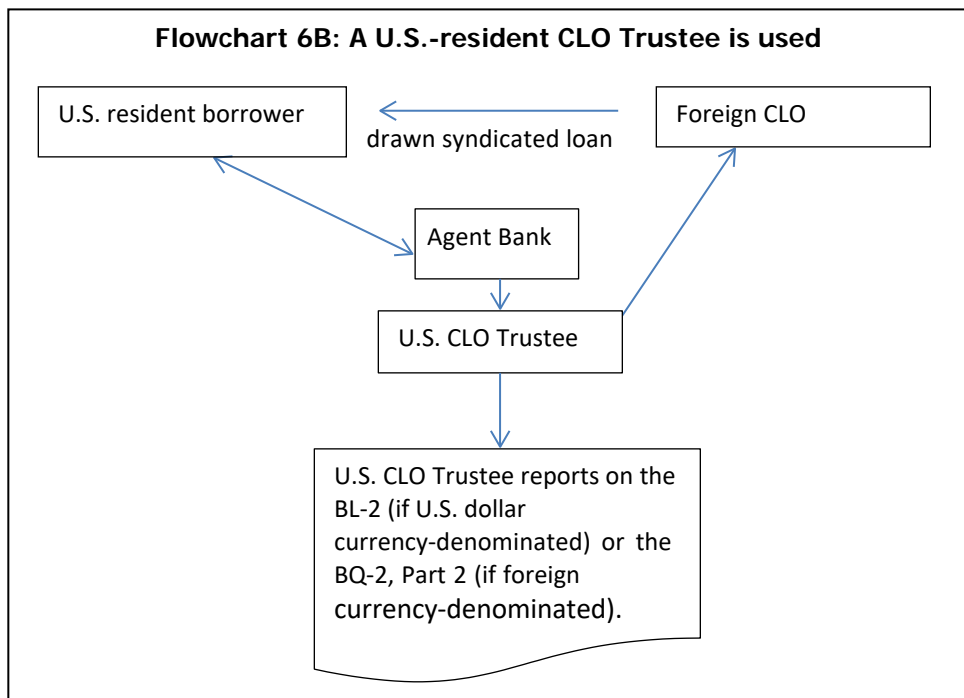 Flowchart 6B: A U.S.-resident CLO Trustee is used
U.S. resident borrower
Foreign CLO
drawn syndicated loan
Agent Bank
U.S. CLO Trustee
U.S. CLO Trustee reports on the
BL-2 (if U.S. dollar
currency-denominated) or the
BQ-2, Part 2 (if foreign
currency-denominated).